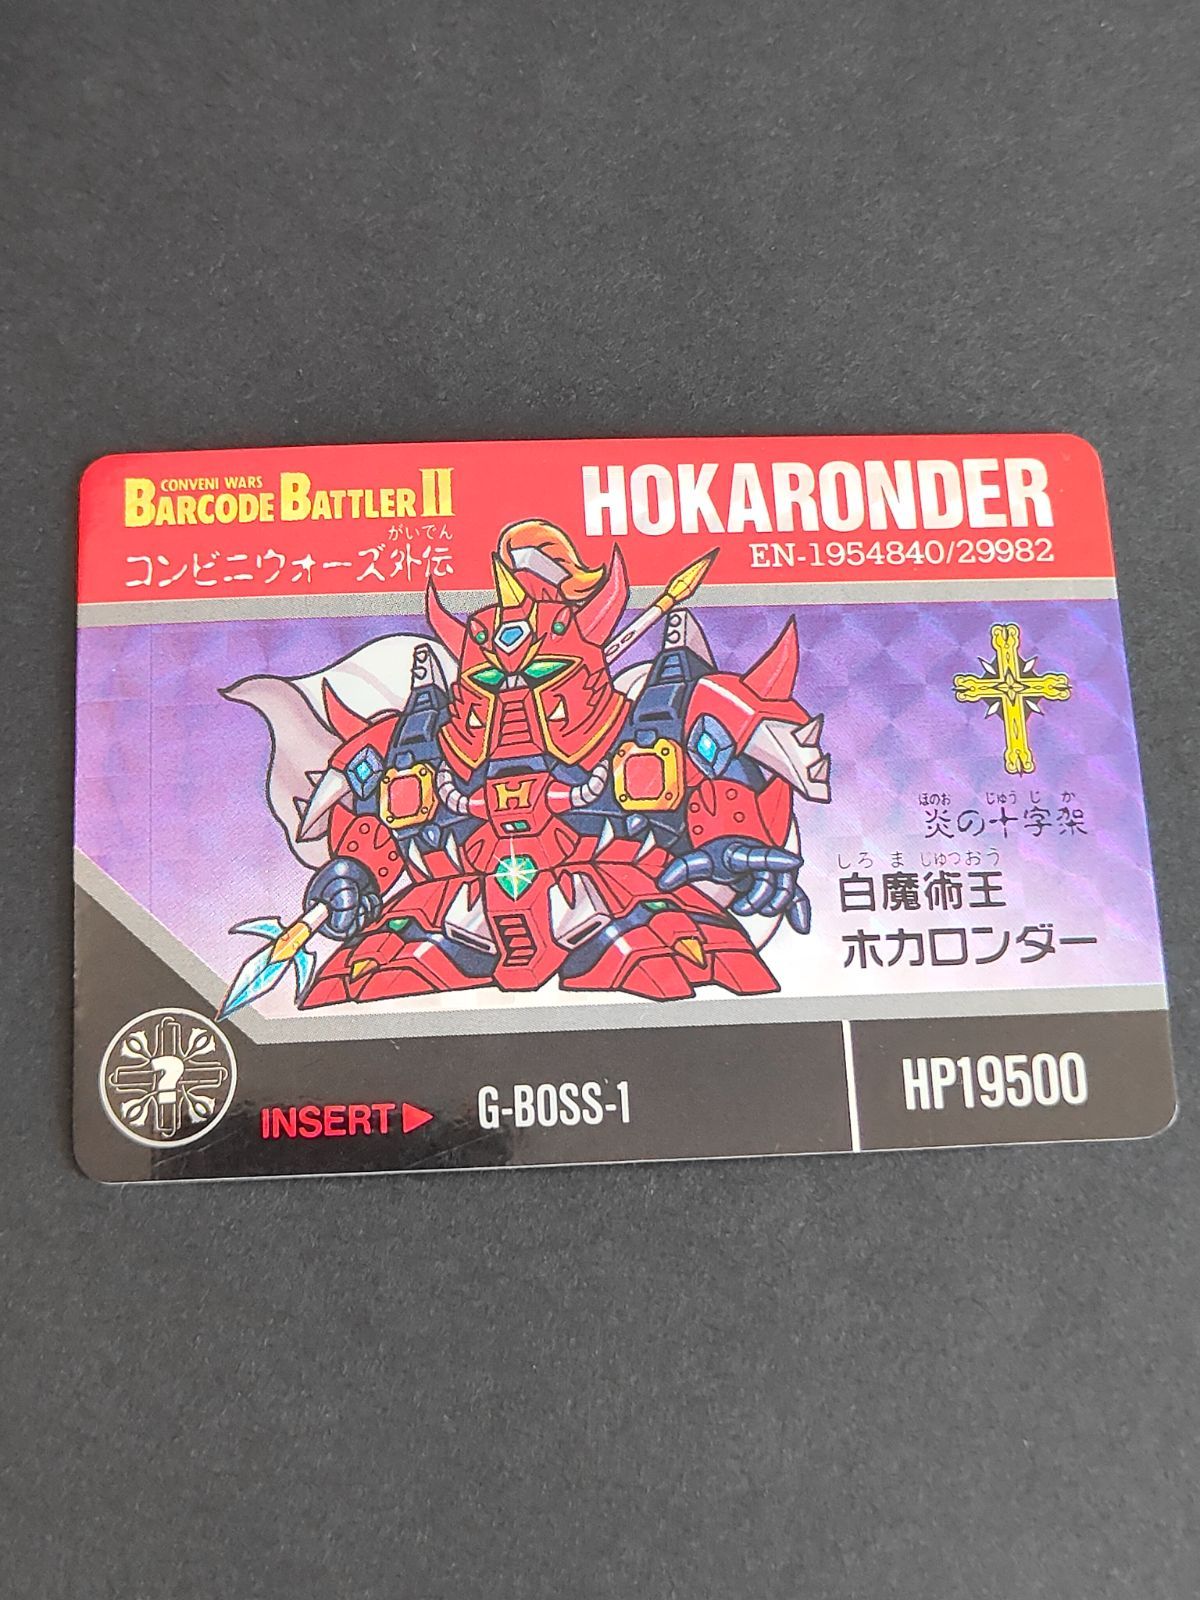 CONVENI WARS
BARCODE BATTLER II
がいでん
コンビニウォーズ外伝
HOKARONDER
EN-1954840/29982
H
ほのお じゅう じ か
炎の十字架
しろ ま じゅつおう
白魔術王
ホカロンダー
?
INSERT▶
G-BOSS-1
HP19500